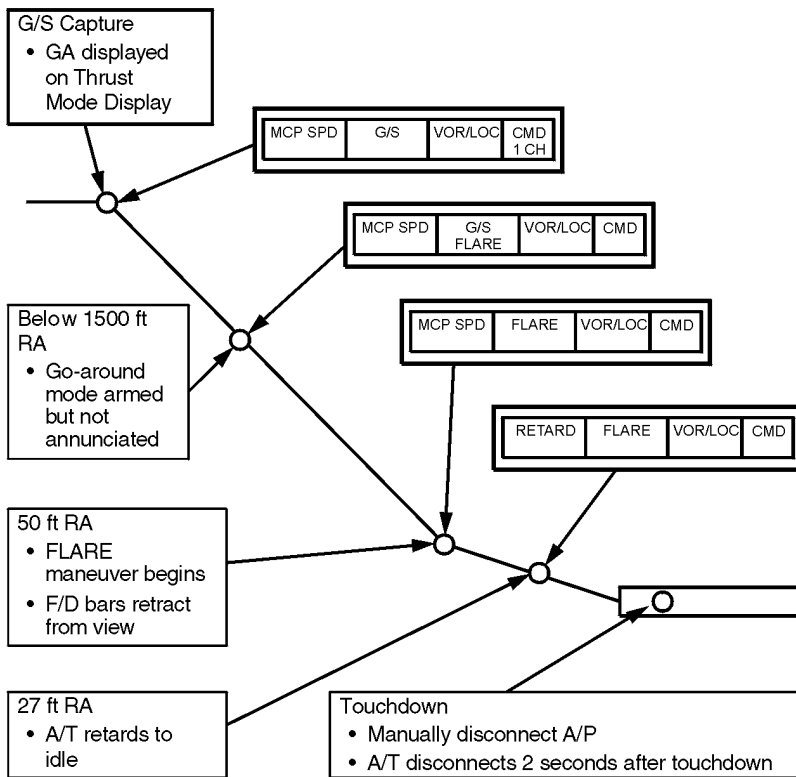 G/S Capture
• GA displayed
on Thrust
Mode Display
MCP SPD G/S VOR/LOC CMD
1 CH
MCP SPD G/S VOR/LOC CMD
FLARE
Below 1500 ft
RA
• Go-around
mode armed
but not
annunciated
MCP SPD FLARE VOR/LOC CMD
RETARD FLARE VOR/LOC CMD
50 ft RA
• FLARE
maneuver begins
• F/D bars retract
from view
27 ft RA
• A/T retards to
idle
Touchdown
• Manually disconnect A/P
• A/T disconnects 2 seconds after touchdown